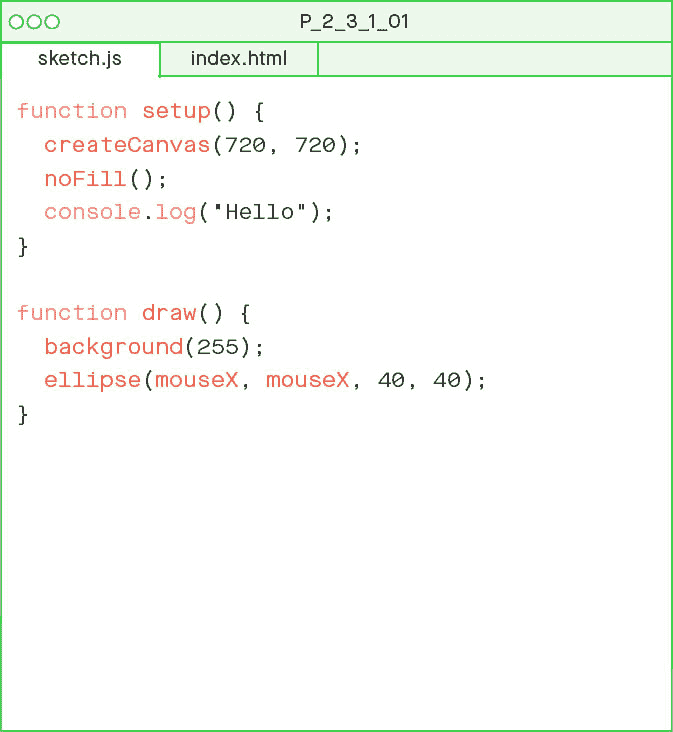 P_2_3_1_01
sketch.js index.html
function setup() {
  createCanvas(720, 720);
  noFill();
  console.log("Hello");
}

function draw() {
  background(255);
  ellipse(mouseX, mouseX, 40, 40);
}